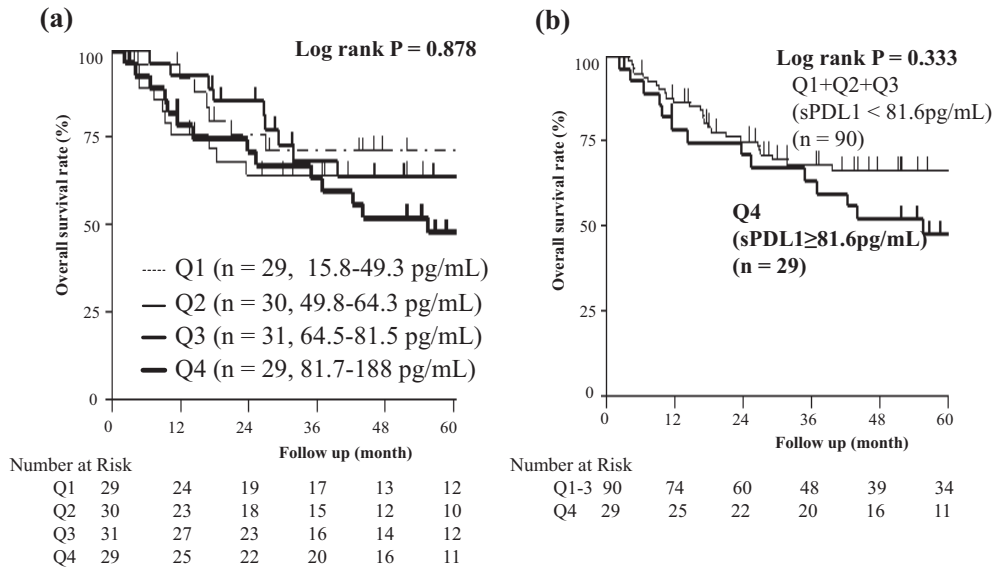 (a)
Log rank P = 0.878
100
75
50
25
0
Overall survival rate (%)
Q1 (n = 29, 15.8-49.3 pg/mL)
Q2 (n = 30, 49.8-64.3 pg/mL)
Q3 (n = 31, 64.5-81.5 pg/mL)
Q4 (n = 29, 81.7-188 pg/mL)
0 12 24 36 48 60
Follow up (month)
Number at Risk
Q1 29 24 19 17 13 12
Q2 30 23 18 15 12 10
Q3 31 27 23 16 14 12
Q4 29 25 22 20 16 11
(b)
Log rank P = 0.333
Q1+Q2+Q3
(sPDL1 < 81.6pg/mL)
(n = 90)
100
75
50
25
0
Overall survival rate (%)
Q4
(sPDL1≥81.6pg/mL)
(n = 29)
0 12 24 36 48 60
Follow up (month)
Number at Risk
Q1-3 90 74 60 48 39 34
Q4 29 25 22 20 16 11